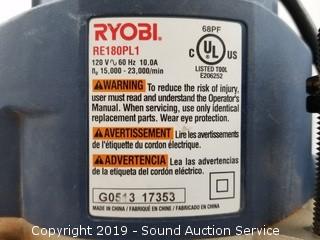 RYOBI.
RE180PL1
120 V 60 Hz 10.0A
n₀ 15,000 - 23,000/min
68PF
C UL US
LISTED TOOL
E206252
WARNING To reduce the risk of injury,
user must read and understand the Operator's
Manual. When servicing, use only identical
replacement parts. Wear eye protection.
AVERTISSEMENT Lire les avertissements
de l'étiquette du cordon électrique.
ADVERTENCIA Lea las advertencias
de la etiqueta del cordón eléctrico.
G0513 17353
MADE IN CHINA / FABRIQUÉ EN CHINE / FABRICADO EN CHINA
Copyright 2019 - Sound Auction Service